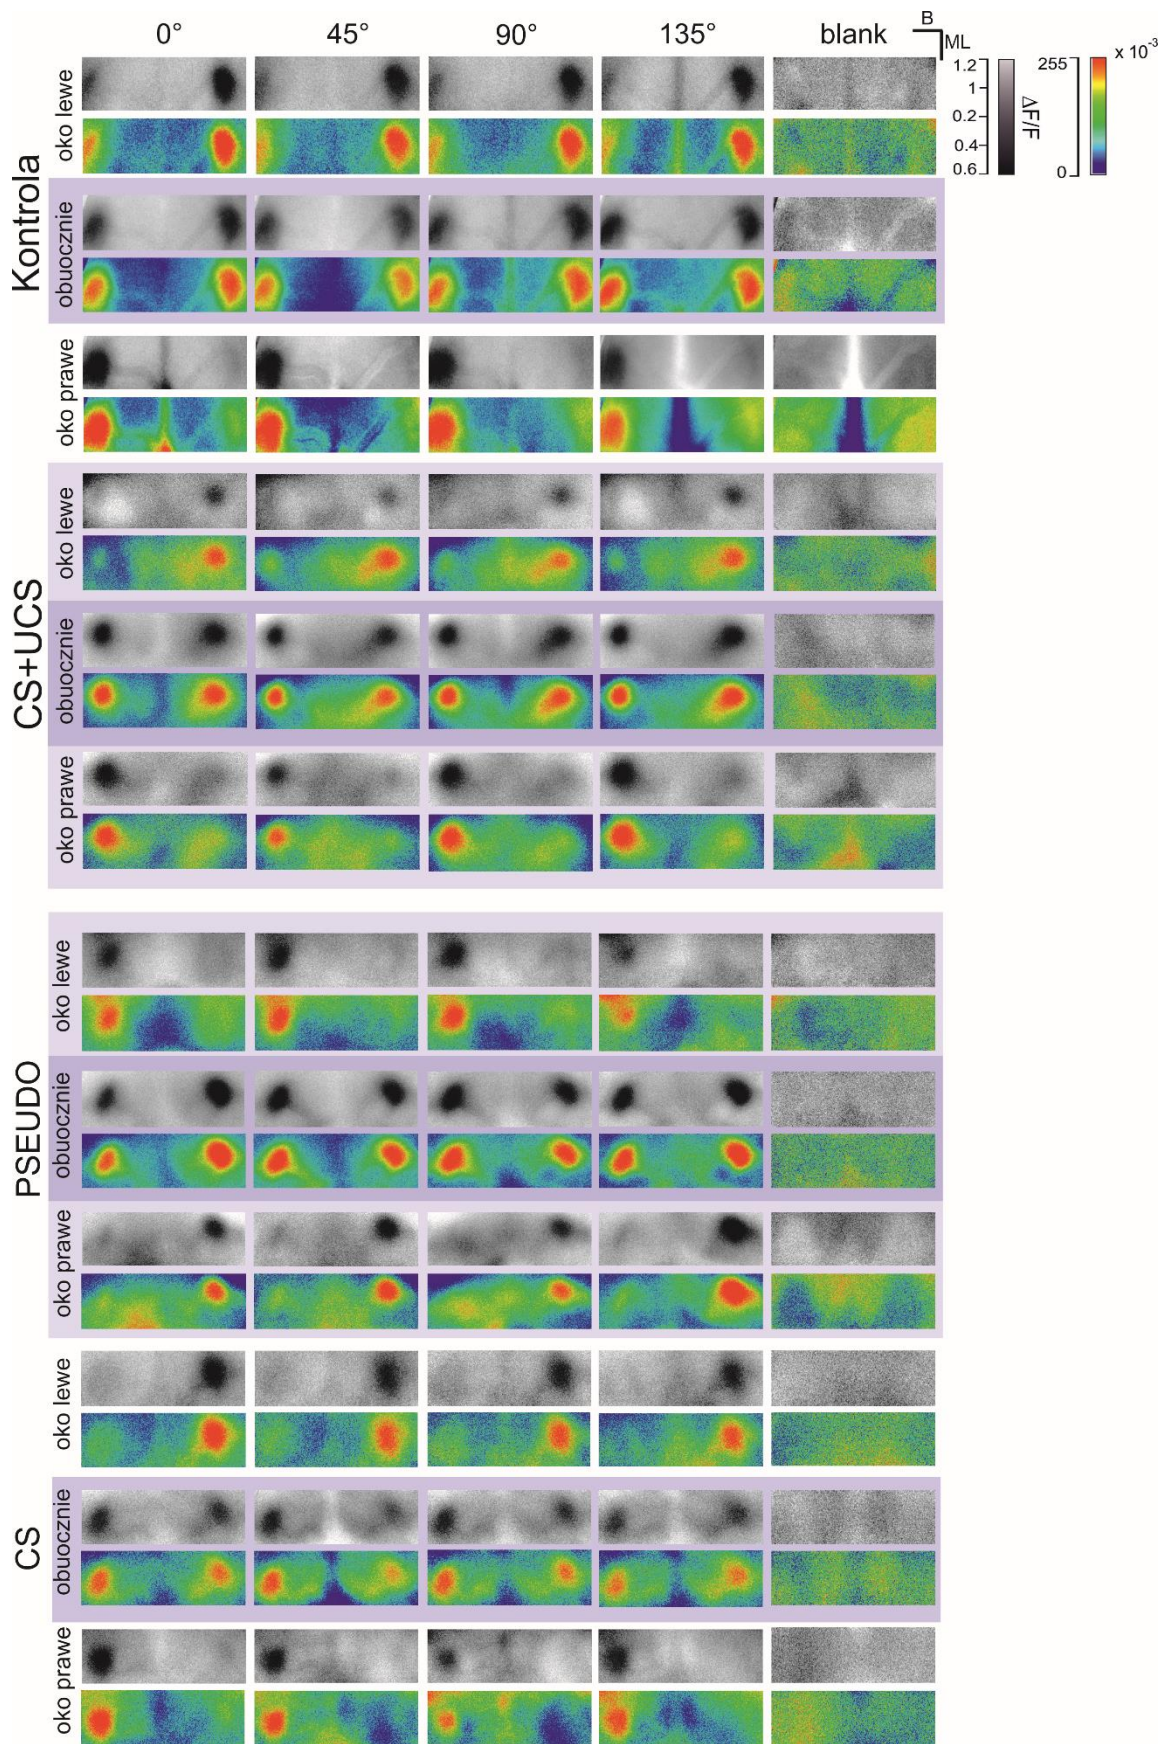 0° 45° 90° 135° blank
B
ML
1.2
1
0.2
0.4
0.6
ΔF/F
255
0
x 10⁻³
Kontrola
oko lewe
obuocznie
oko prawe
CS+UCS
oko lewe
obuocznie
oko prawe
PSEUDO
oko lewe
obuocznie
oko prawe
CS
oko lewe
obuocznie
oko prawe